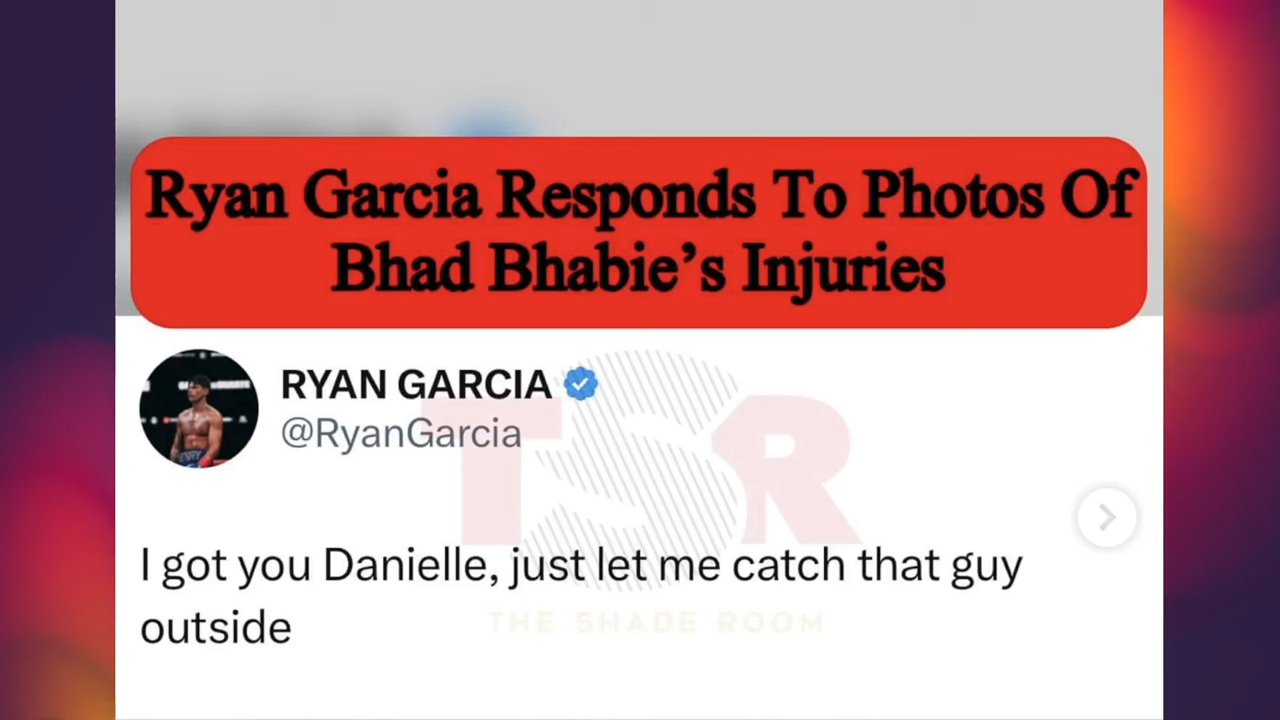 Ryan Garcia Responds To Photos Of
Bhad Bhabie’s Injuries
RYAN GARCIA
@RyanGarcia
TSR
I got you Danielle, just let me catch that guy
outside
THE SHADE ROOM